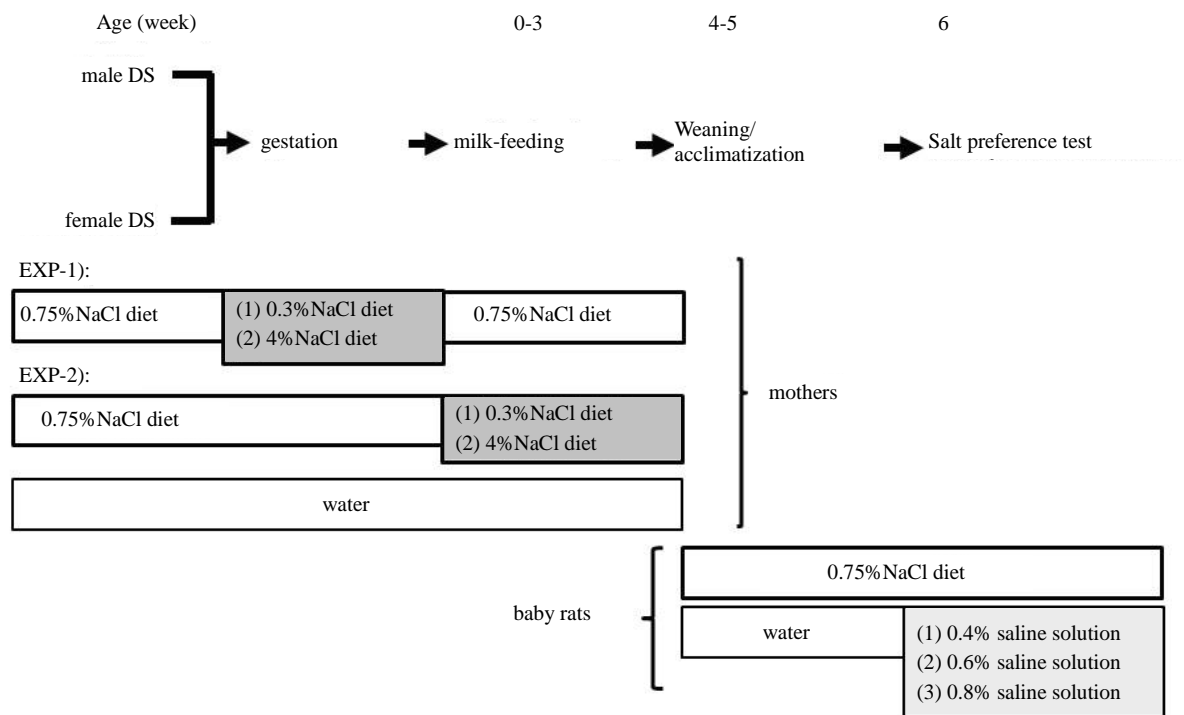 Age (week) 0-3 4-5 6
male DS
gestation
milk-feeding
Weaning/
acclimatization
Salt preference test
female DS
EXP-1):
0.75%NaCl diet
(1) 0.3%NaCl diet
(2) 4%NaCl diet
0.75%NaCl diet
EXP-2):
0.75%NaCl diet
(1) 0.3%NaCl diet
(2) 4%NaCl diet
water
mothers
0.75%NaCl diet
baby rats
water
(1) 0.4% saline solution
(2) 0.6% saline solution
(3) 0.8% saline solution